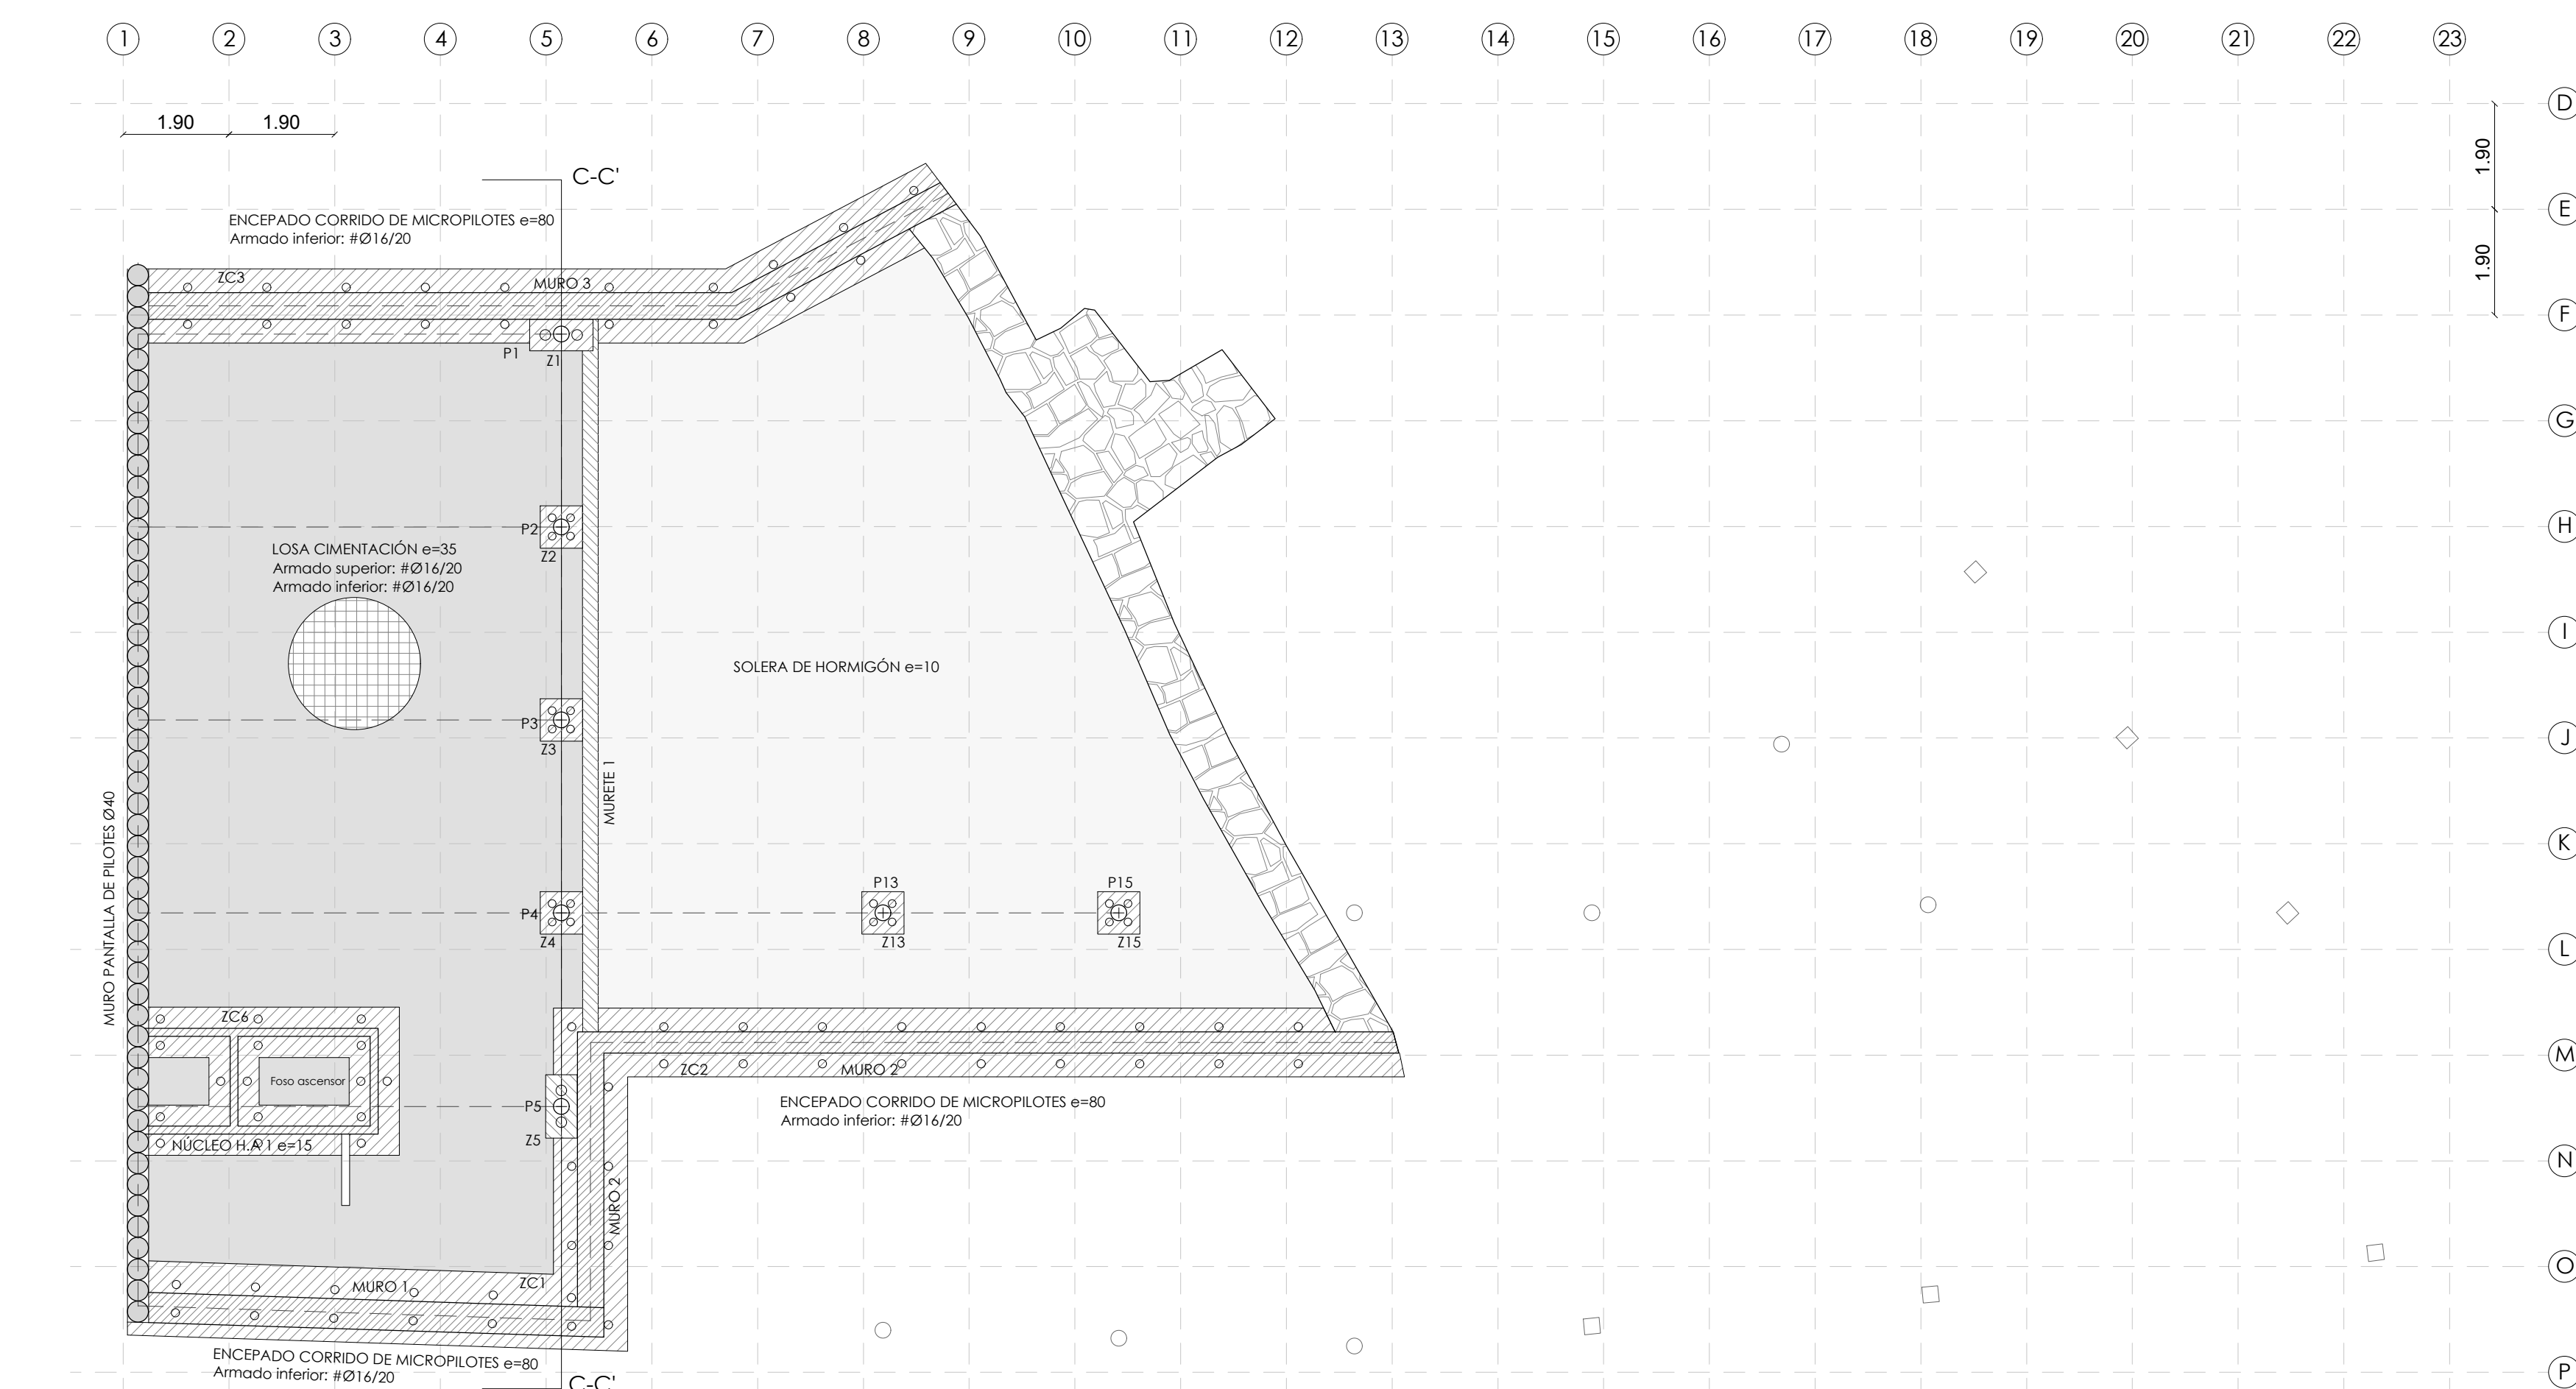 1 2 3 4 5 6 7 8 9 10 11 12 13 14 15 16 17 18 19 20 21 22 23
D
1.90 1.90
1.90
C-C'
E
ENCEPADO CORRIDO DE MICROPILOTES e=80
Armado inferior: #Ø16/20
1.90
ZC3
MURO 3
F
P1
Z1
G
P2
H
LOSA CIMENTACIÓN e=35
Armado superior: #Ø16/20
Armado inferior: #Ø16/20
Z2
I
SOLERA DE HORMIGÓN e=10
P3
Z3
J
MURETE 1
MURO PANTALLA DE PILOTES Ø40
K
P13
P15
P4
Z4
Z13
Z15
L
ZC6
M
ZC2
MURO 2
Foso ascensor
P5
Z5
ENCEPADO CORRIDO DE MICROPILOTES e=80
Armado inferior: #Ø16/20
NÚCLEO H.A 1 e=15
N
MURO 2
O
MURO 1
ZC1
ENCEPADO CORRIDO DE MICROPILOTES e=80
Armado inferior: #Ø16/20
C-C'
P